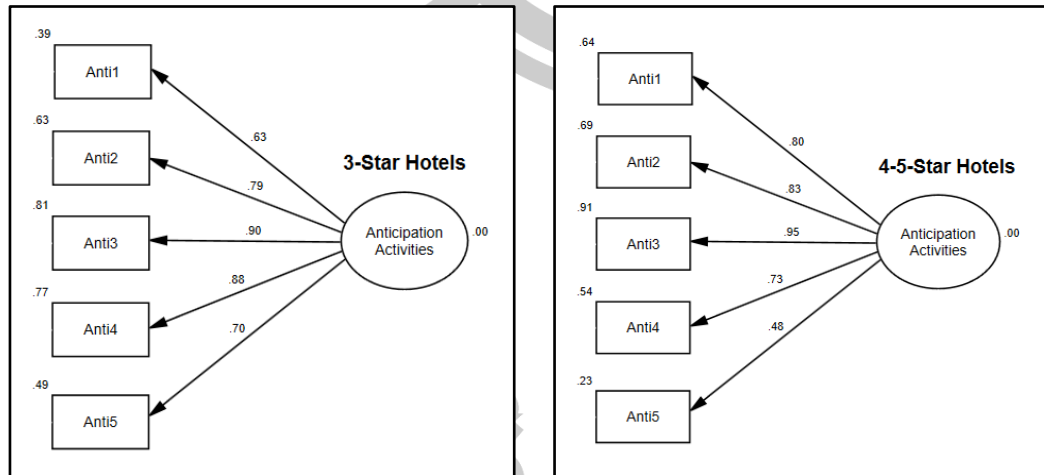 .39
Anti1
.63
.63
Anti2
.79
3-Star Hotels
.81
Anti3
.90
Anticipation
Activities
.00
.77
Anti4
.88
.70
.49
Anti5
.64
Anti1
.80
.69
Anti2
.83
4-5-Star Hotels
.91
Anti3
.95
Anticipation
Activities
.00
.54
Anti4
.73
.48
.23
Anti5